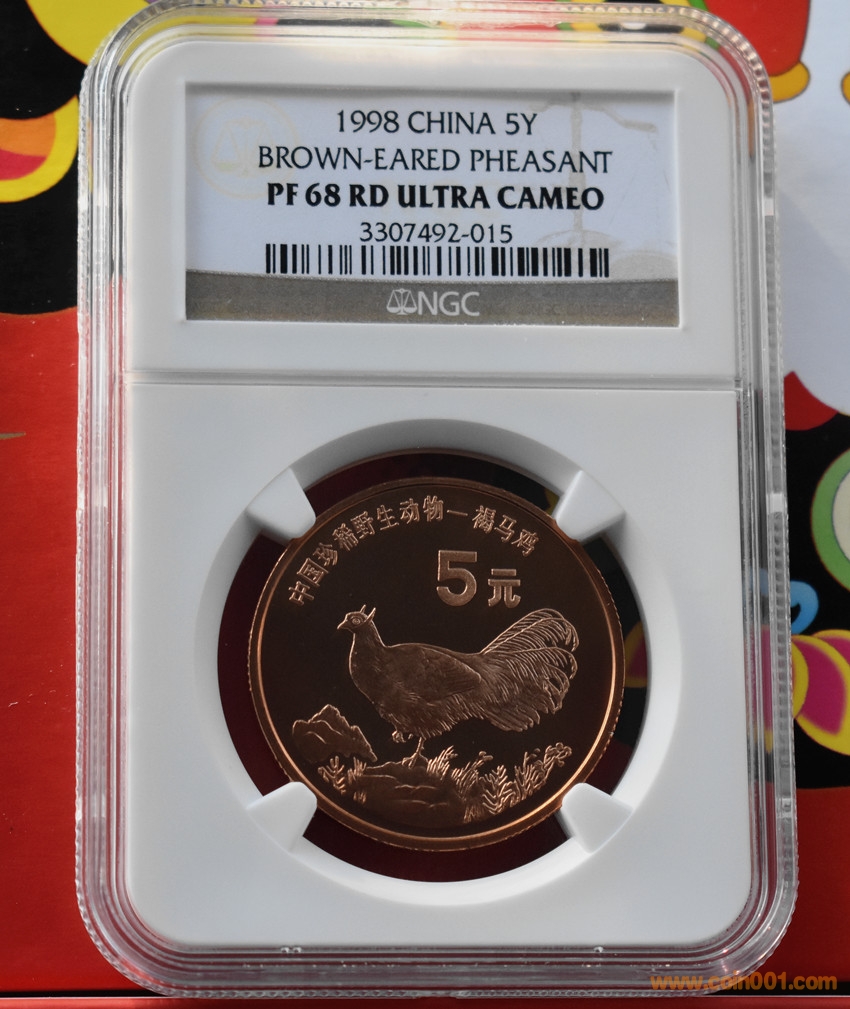 1998 CHINA 5Y
BROWN-EARED PHEASANT
PF 68 RD ULTRA CAMEO
3307492-015
NGC
中国珍稀野生动物—褐马鸡
5元
www.coin001.com